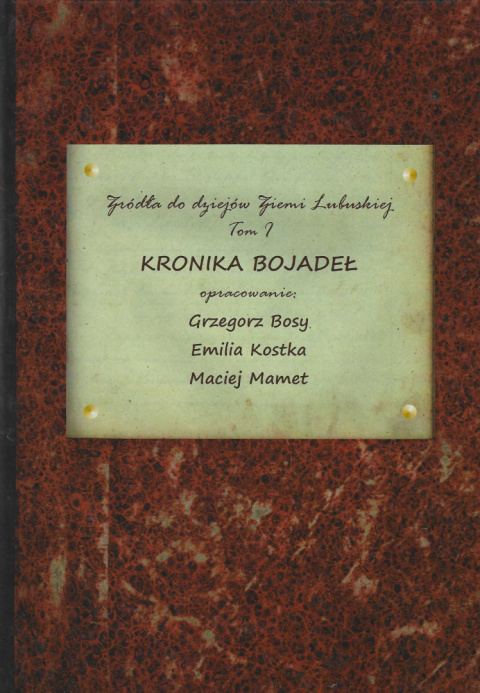 Źródła do dziejów Ziemi Lubuskiej
Tom I
KRONIKA BOJADEŁ
opracowanie:
Grzegorz Bosy
Emilia Kostka
Maciej Mamet